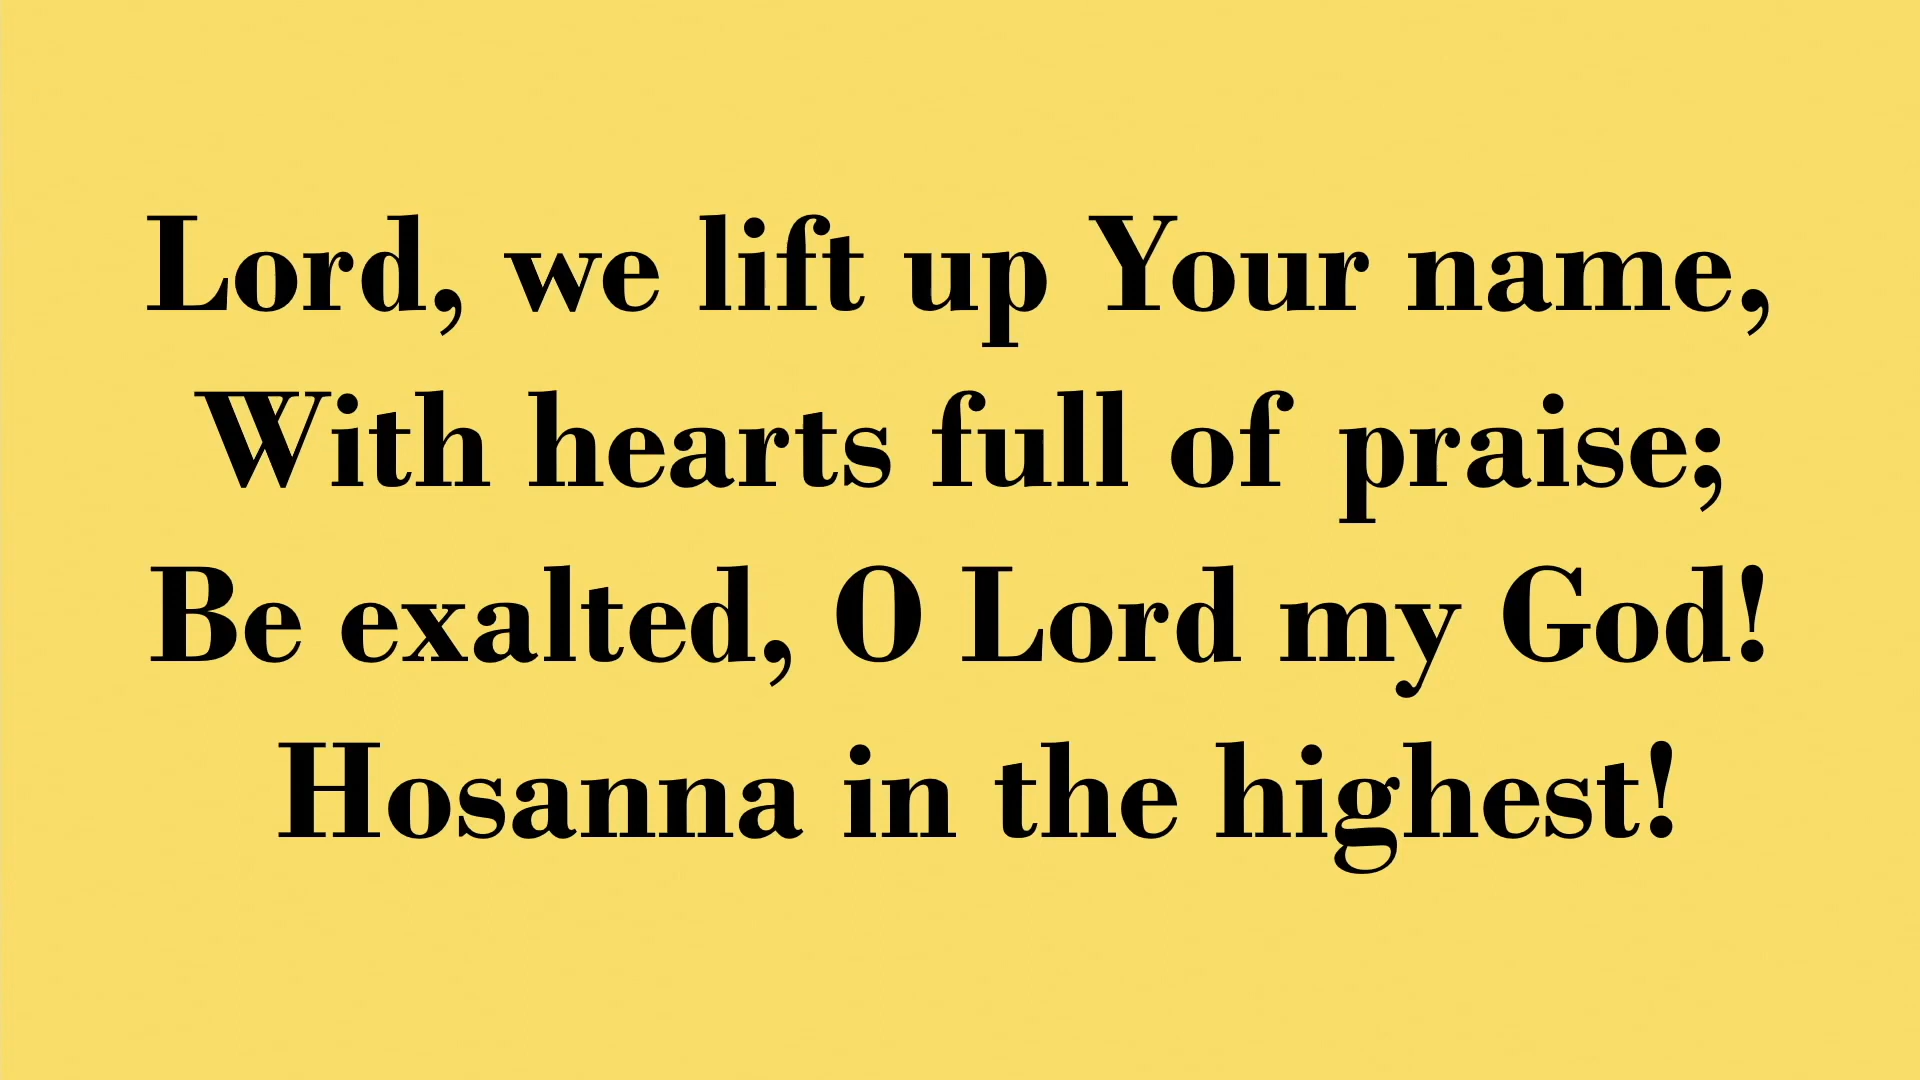 Lord, we lift up Your name,
With hearts full of praise;
Be exalted, O Lord my God!
Hosanna in the highest!